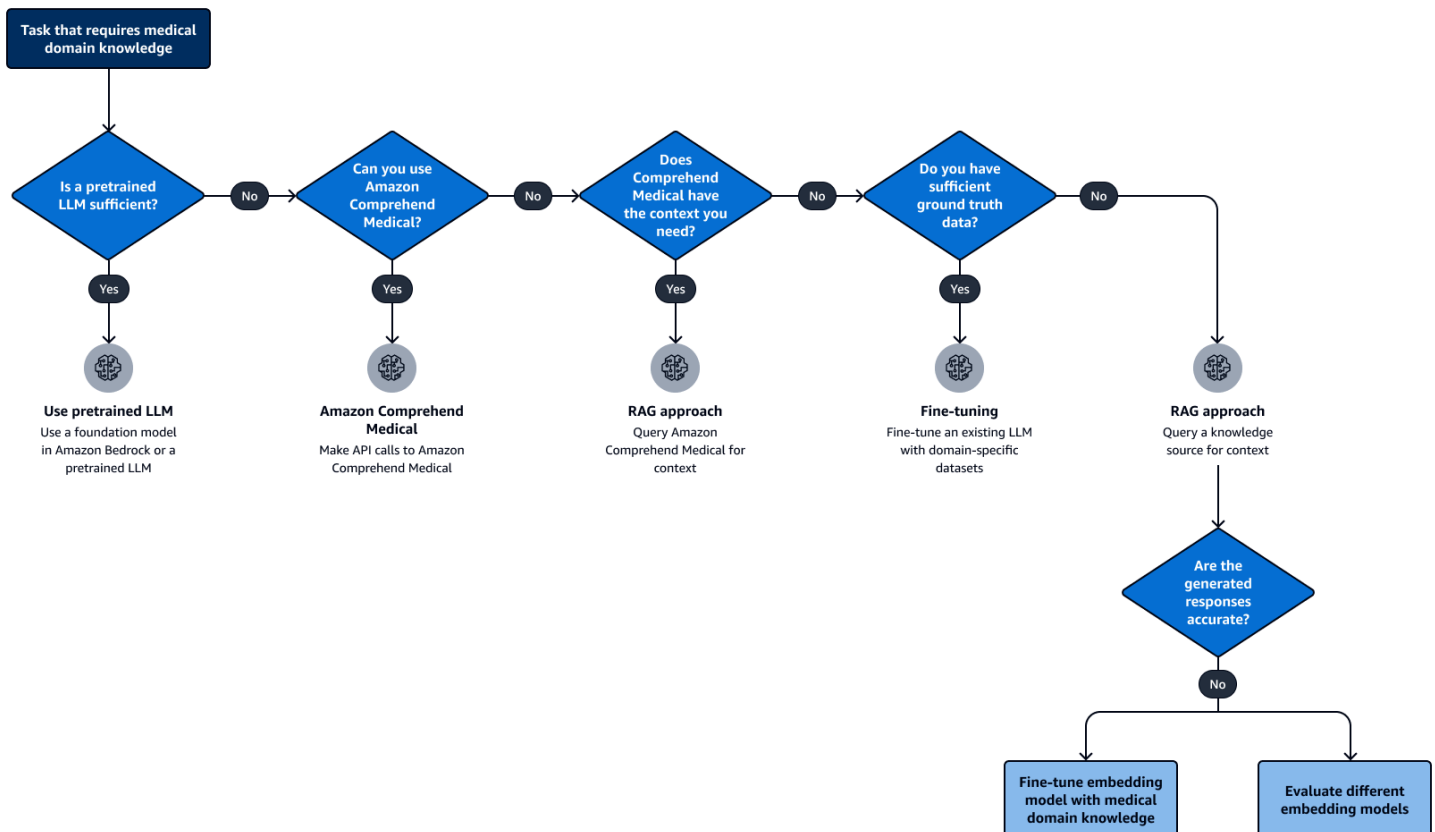 Task that requires medical
domain knowledge
Is a pretrained
LLM sufficient?
No
Can you use
Amazon
Comprehend
Medical?
No
Does
Comprehend
Medical have
the context you
need?
No
Do you have
sufficient
ground truth
data?
No
Yes
Yes
Yes
Yes
Use pretrained LLM
Use a foundation model
in Amazon Bedrock or a
pretrained LLM
Amazon Comprehend
Medical
Make API calls to Amazon
Comprehend Medical
RAG approach
Query Amazon
Comprehend Medical for
context
Fine-tuning
Fine-tune an existing LLM
with domain-specific
datasets
RAG approach
Query a knowledge
source for context
Are the
generated
responses
accurate?
No
Fine-tune embedding
model with medical
domain knowledge
Evaluate different
embedding models